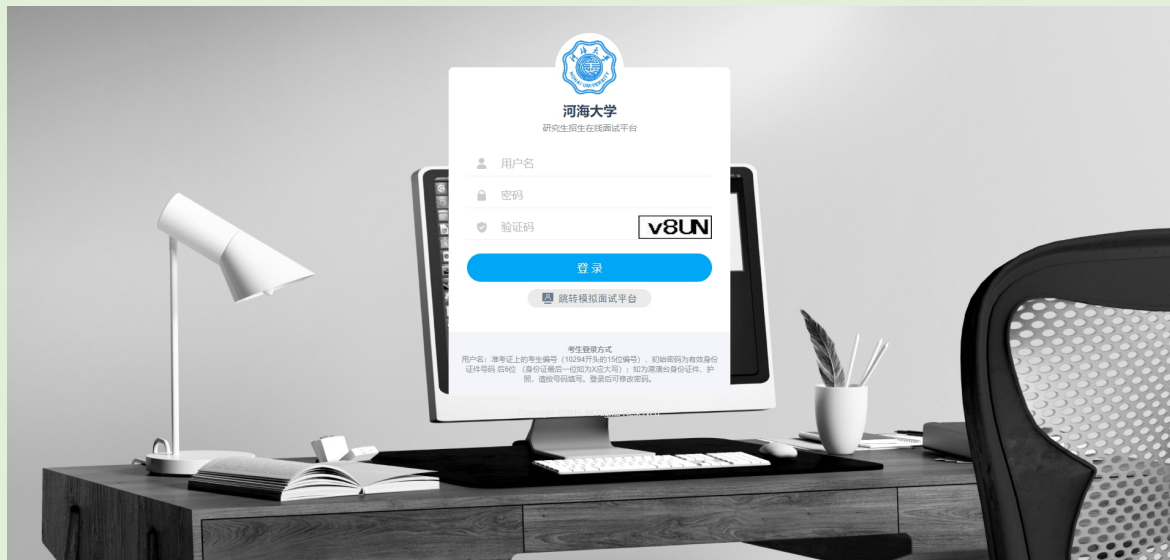 河海大学
HOHAI UNIVERSITY
河海大学
研究生招生在线面试平台
用户名
密码
验证码
v8UN
登 录
跳转模拟面试平台
考生登录方式
用户名：准考证上的考生编号（10294开头的15位编号），初始密码为有效身份
证件号码 后6位 （身份证最后一位如为X应大写）；如为港澳台身份证件、护
照，请按号码填写。登录后可修改密码。